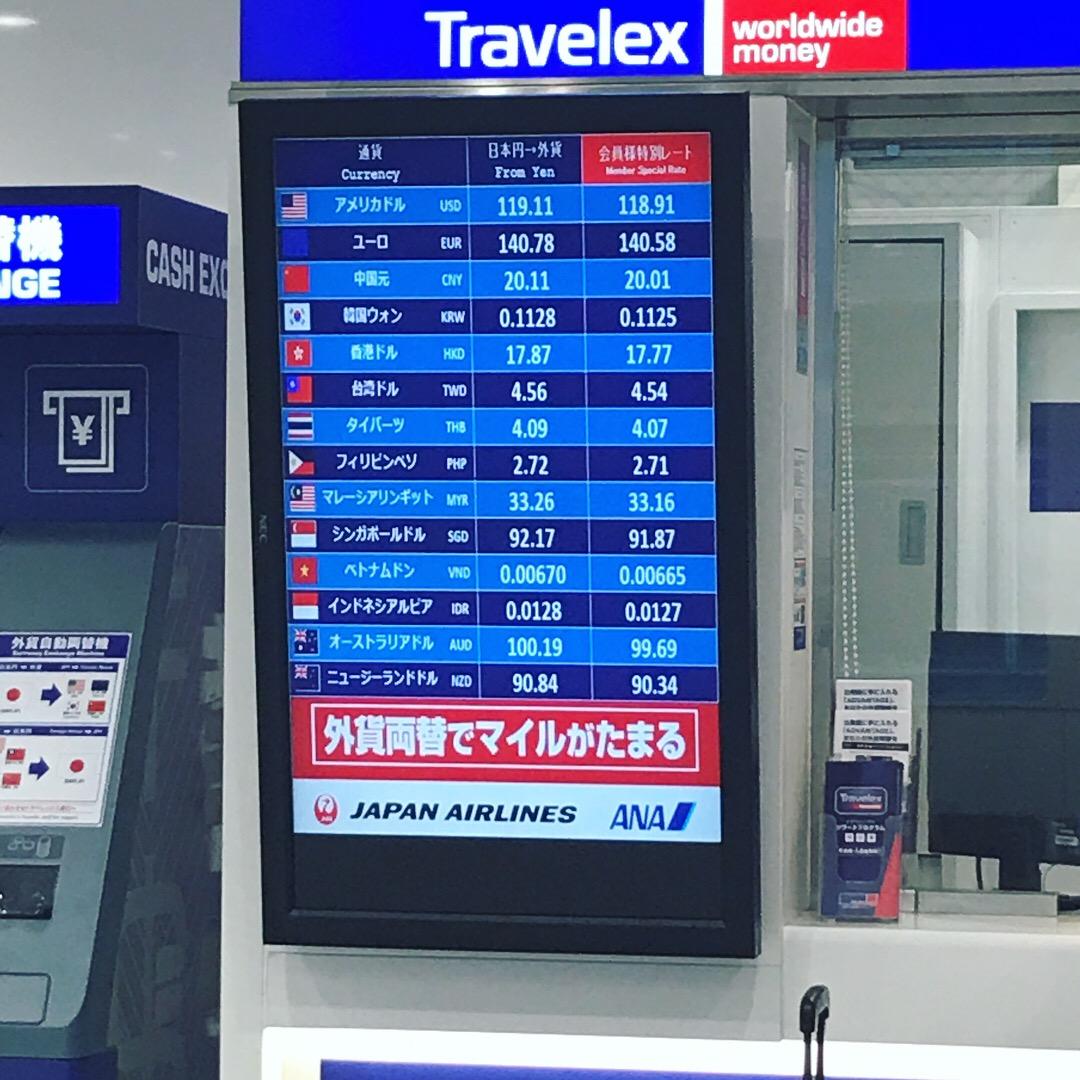 Travelex
worldwide
money
通貨 日本円→外貨 会員様特別レート
Currency From Yen Member Special Rate
アメリカドル USD 119.11 118.91
ユーロ EUR 140.78 140.58
中国元 CNY 20.11 20.01
韓国ウォン KRW 0.1128 0.1125
香港ドル HKD 17.87 17.77
台湾ドル TWD 4.56 4.54
タイバーツ THB 4.09 4.07
フィリピンペソ PHP 2.72 2.71
マレーシアリンギット MYR 33.26 33.16
シンガポールドル SGD 92.17 91.87
ベトナムドン VND 0.00670 0.00665
インドネシアルピア IDR 0.0128 0.0127
オーストラリアドル AUD 100.19 99.69
ニュージーランドドル NZD 90.84 90.34
外貨両替でマイルがたまる
JAL JAPAN AIRLINES ANA
NEC
替機
NGE
CASH EXC
¥
外貨自動両替機
Currency Exchange Machine
Travelex